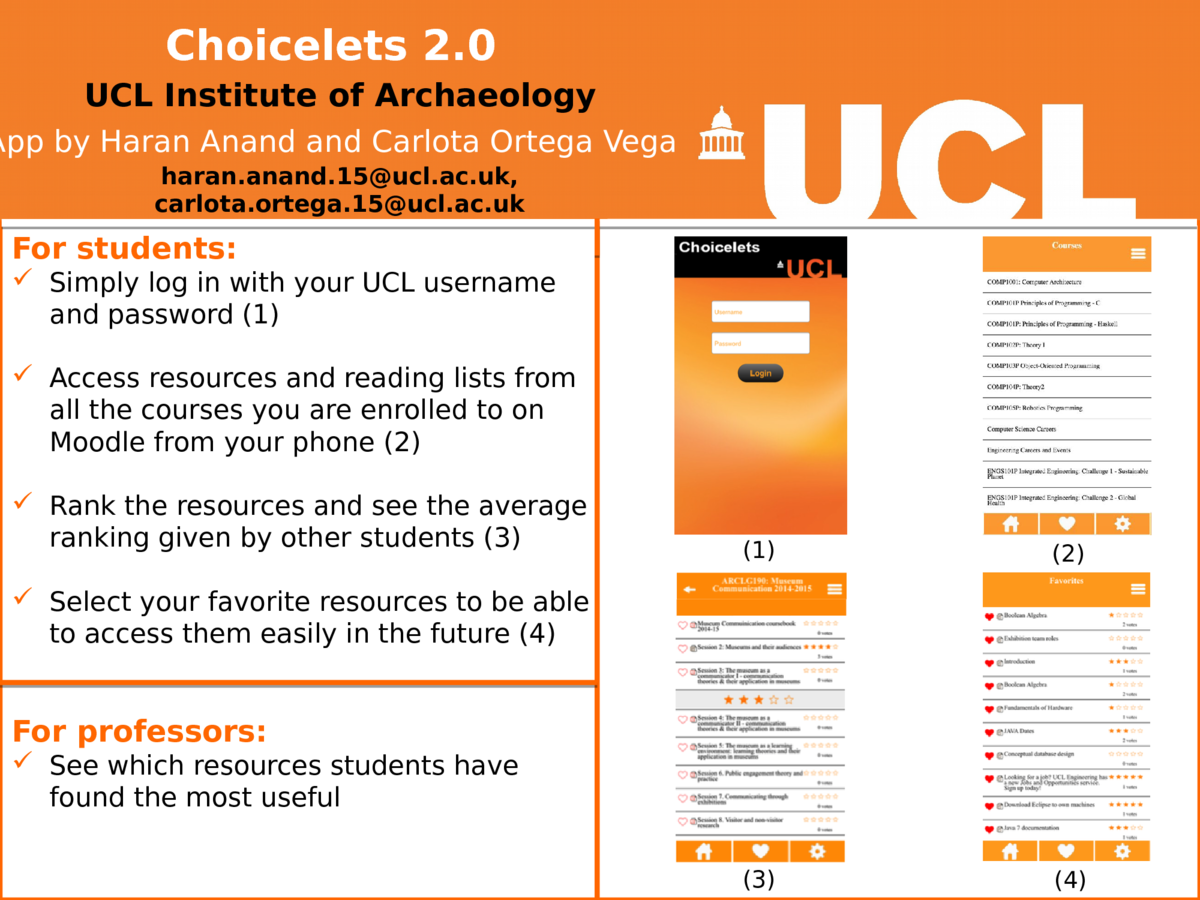 Choicelets 2.0
UCL Institute of Archaeology
App by Haran Anand and Carlota Ortega Vega
haran.anand.15@ucl.ac.uk,
carlota.ortega.15@ucl.ac.uk
UCL
For students:
✓ Simply log in with your UCL username
and password (1)
✓ Access resources and reading lists from
all the courses you are enrolled to on
Moodle from your phone (2)
✓ Rank the resources and see the average
ranking given by other students (3)
✓ Select your favorite resources to be able
to access them easily in the future (4)
For professors:
✓ See which resources students have
found the most useful
Choicelets
UCL
Username
Password
Login
(1)
Courses
COMP1001: Computer Architecture
COMP101P Principles of Programming - C
COMP101P: Principles of Programming - Haskell
COMP102P: Theory I
COMP103P Object-Oriented Programming
COMP104P: Theory2
COMP105P: Robotics Programming
Computer Science Careers
Engineering Careers and Events
ENGS101P Integrated Engineering: Challenge 1 - Sustainable
Planet
ENGS101P Integrated Engineering: Challenge 2 - Global
Health
(2)
ARCLG190: Museum
Communication 2014-2015
Museum Communication coursebook
2014-15
0 votes
Session 2: Museums and their audiences
3 votes
Session 3: The museum as a
communicator I - communication
theories & their application in museums
0 votes
Session 4: The museum as a
communicator II - communication
theories & their application in museums
0 votes
Session 5: The museum as a learning
environment: learning theories and their
application in museums
0 votes
Session 6. Public engagement theory and
practice
0 votes
Session 7. Communicating through
exhibitions
0 votes
Session 8. Visitor and non-visitor
research
0 votes
(3)
Favorites
Boolean Algebra
2 votes
Exhibition team roles
0 votes
Introduction
1 votes
Boolean Algebra
2 votes
Fundamentals of Hardware
1 votes
JAVA Dates
2 votes
Conceptual database design
0 votes
Looking for a job? UCL Engineering has
a new Jobs and Opportunities service.
Sign up today!
1 votes
Download Eclipse to own machines
1 votes
Java 7 documentation
1 votes
(4)